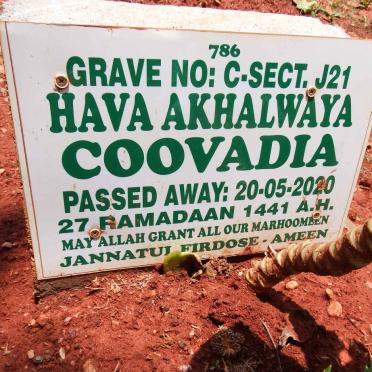 786
GRAVE NO: C-SECT. J21
HAVA AKHALWAYA
COOVADIA
PASSED AWAY: 20-05-2020
27 RAMADAAN 1441 A.H.
MAY ALLAH GRANT ALL OUR MARHOOMEEN
JANNATUL FIRDOSE - AMEEN